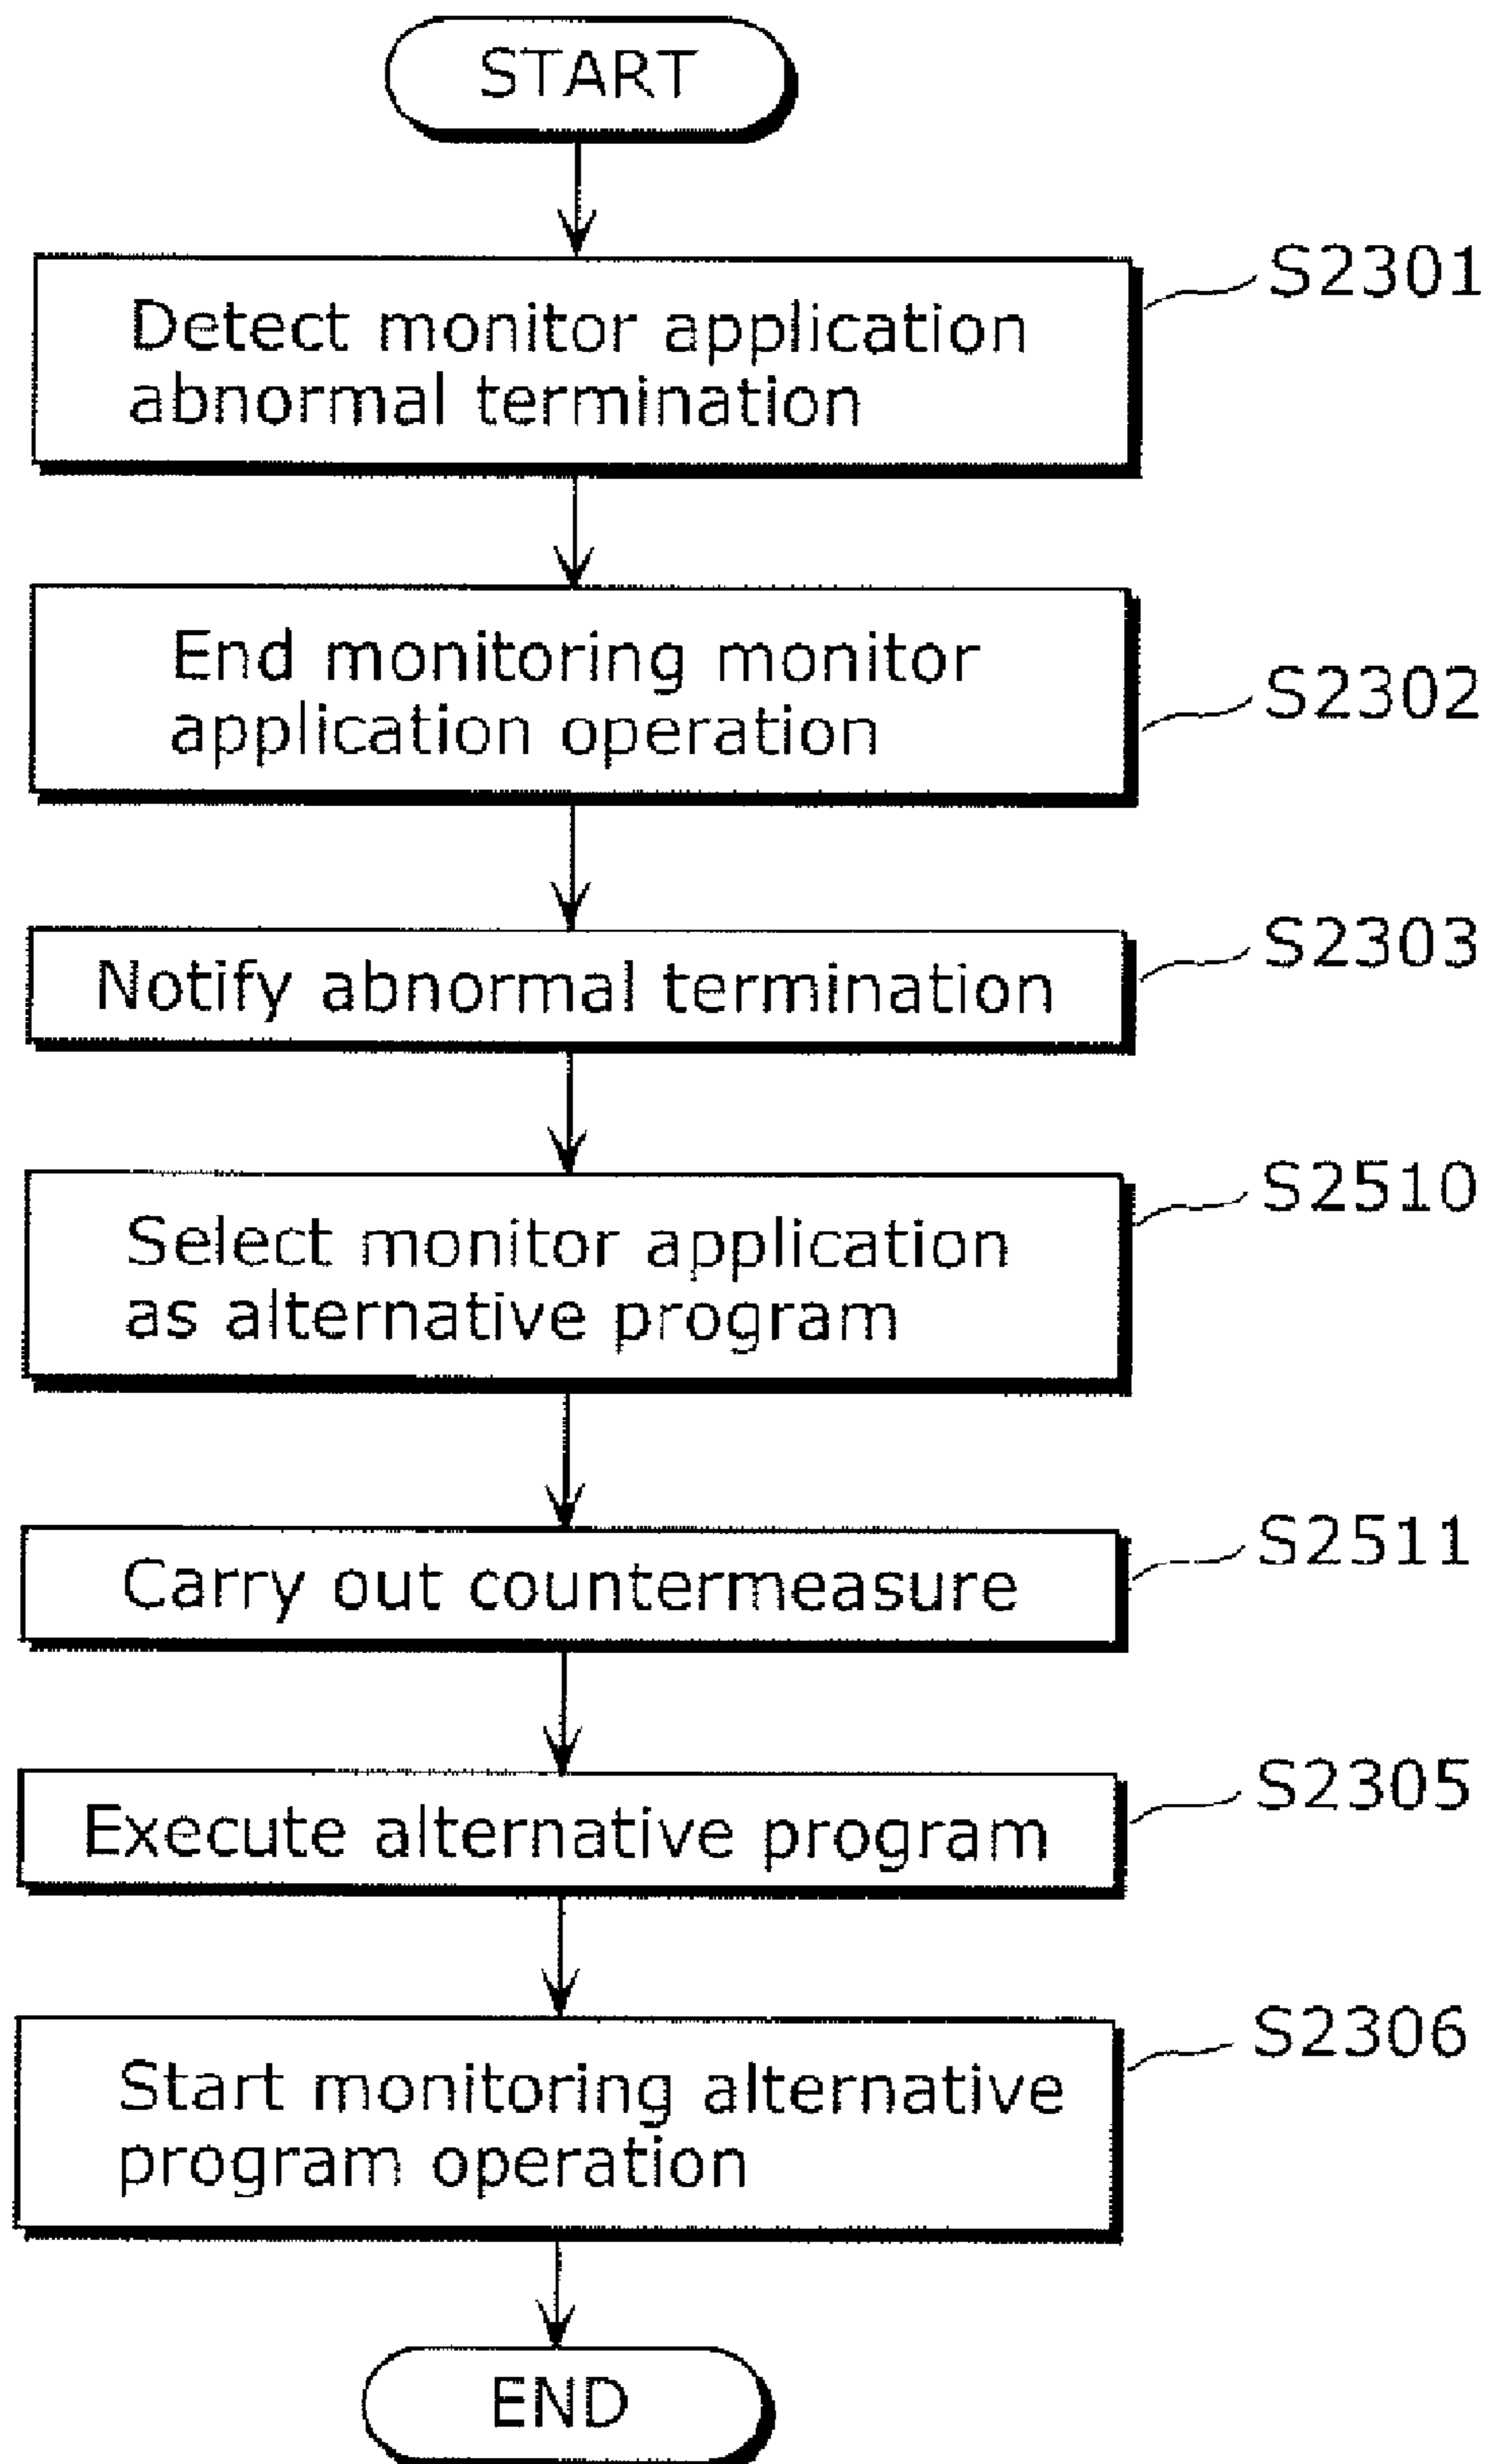 START
S2301
Detect monitor application
abnormal termination
End monitoring monitor
application operation
S2302
S2303
Notify abnormal termination
S2510
Select monitor application
as alternative program
S2511
Carry out countermeasure
S2305
Execute alternative program
S2306
Start monitoring alternative
program operation
END